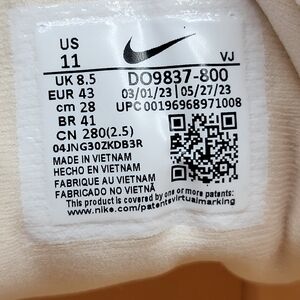 US
11
VJ
UK 8.5 DO9837-800
EUR 43 03/01/23 05/27/23
cm 28 UPC 00196968971008
BR 41
CN 280(2.5)
04JNG30ZKDB3R
MADE IN VIETNAM
HECHO EN VIETNAM
FABRIQUE AU VIETNAM
FABRICADO NO VIETNÃ
This product is covered by one or more patents:
www.nike.com/patentsvirtualmarking